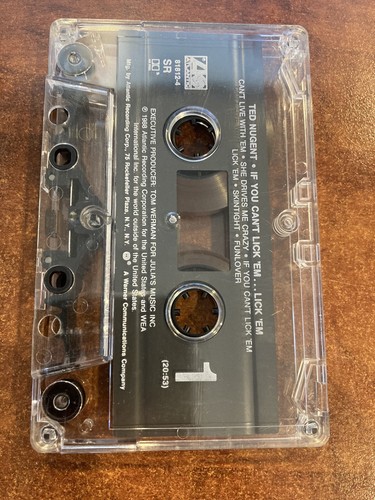 TED NUGENT • IF YOU CAN'T LICK 'EM...LICK 'EM
CAN'T LIVE WITH 'EM • SHE DRIVES ME CRAZY • IF YOU CAN'T LICK 'EM
LICK 'EM • SKINTIGHT • FUNLOVER
ATLANTIC
81812-4
SR
1
(20:53)
EXECUTIVE PRODUCER: TOM WERMAN FOR JULIA'S MUSIC INC.
℗ 1988 Atlantic Recording Corporation for the United States and WEA
International Inc. for the world outside of the United States.
Mfg. by Atlantic Recording Corp., 75 Rockefeller Plaza, N.Y., N.Y. ® A Warner Communications Company